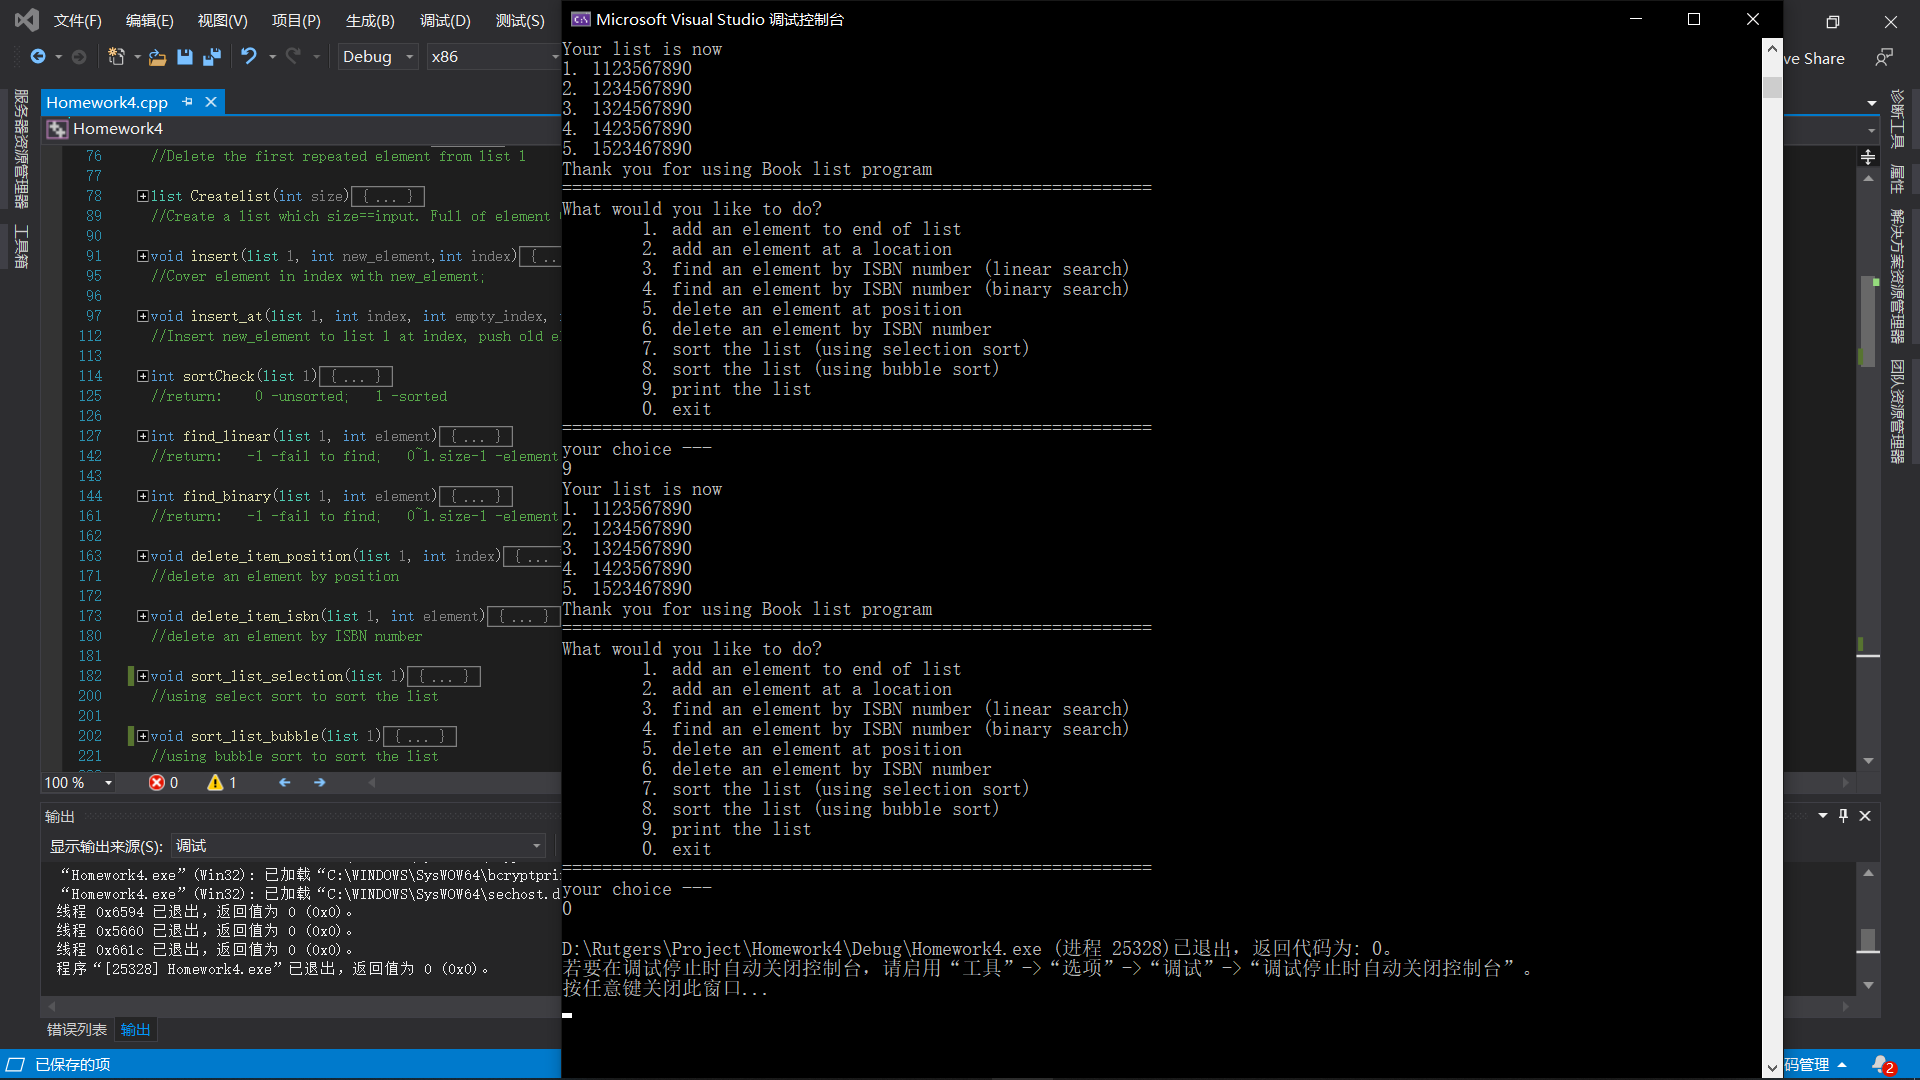 文件(F) 编辑(E) 视图(V) 项目(P) 生成(B) 调试(D) 测试(S)
Debug x86
ve Share
服务器资源管理器
工具箱
Homework4.cpp
Homework4
76 //Delete the first repeated element from list l
77
78 list Createlist(int size){ ... }
89 //Create a list which size==input. Full of element
90
91 void insert(list l, int new_element,int index){ ..
95 //Cover element in index with new_element;
96
97 void insert_at(list l, int index, int empty_index,
112 //Insert new_element to list l at index, push old e
113
114 int sortCheck(list l){ ... }
125 //return: 0 -unsorted; 1 -sorted
126
127 int find_linear(list l, int element){ ... }
142 //return: -1 -fail to find; 0~l.size-1 -element
143
144 int find_binary(list l, int element){ ... }
161 //return: -1 -fail to find; 0~l.size-1 -element
162
163 void delete_item_position(list l, int index){ ...
171 //delete an element by position
172
173 void delete_item_isbn(list l, int element){ ... }
180 //delete an element by ISBN number
181
182 void sort_list_selection(list l){ ... }
200 //using select sort to sort the list
201
202 void sort_list_bubble(list l){ ... }
221 //using bubble sort to sort the list
100 % 0 1
输出
显示输出来源(S): 调试
“Homework4.exe”(Win32): 已加载“C:\WINDOWS\SysWOW64\bcryptpri
“Homework4.exe”(Win32): 已加载“C:\WINDOWS\SysWOW64\sechost.d
线程 0x6594 已退出，返回值为 0 (0x0)。
线程 0x5660 已退出，返回值为 0 (0x0)。
线程 0x661c 已退出，返回值为 0 (0x0)。
程序“[25328] Homework4.exe”已退出，返回值为 0 (0x0)。
错误列表 输出
已保存的项
Microsoft Visual Studio 调试控制台
Your list is now
1. 1123567890
2. 1234567890
3. 1324567890
4. 1423567890
5. 1523467890
Thank you for using Book list program
===========================================================
What would you like to do?
1. add an element to end of list
2. add an element at a location
3. find an element by ISBN number (linear search)
4. find an element by ISBN number (binary search)
5. delete an element at position
6. delete an element by ISBN number
7. sort the list (using selection sort)
8. sort the list (using bubble sort)
9. print the list
0. exit
===========================================================
your choice ---
9
Your list is now
1. 1123567890
2. 1234567890
3. 1324567890
4. 1423567890
5. 1523467890
Thank you for using Book list program
===========================================================
What would you like to do?
1. add an element to end of list
2. add an element at a location
3. find an element by ISBN number (linear search)
4. find an element by ISBN number (binary search)
5. delete an element at position
6. delete an element by ISBN number
7. sort the list (using selection sort)
8. sort the list (using bubble sort)
9. print the list
0. exit
===========================================================
your choice ---
0
D:\Rutgers\Project\Homework4\Debug\Homework4.exe (进程 25328)已退出，返回代码为: 0。
若要在调试停止时自动关闭控制台，请启用“工具”->“选项”->“调试”->“调试停止时自动关闭控制台”。
按任意键关闭此窗口...
诊断工具
属性
解决方案资源管理器
团队资源管理器
码管理 2